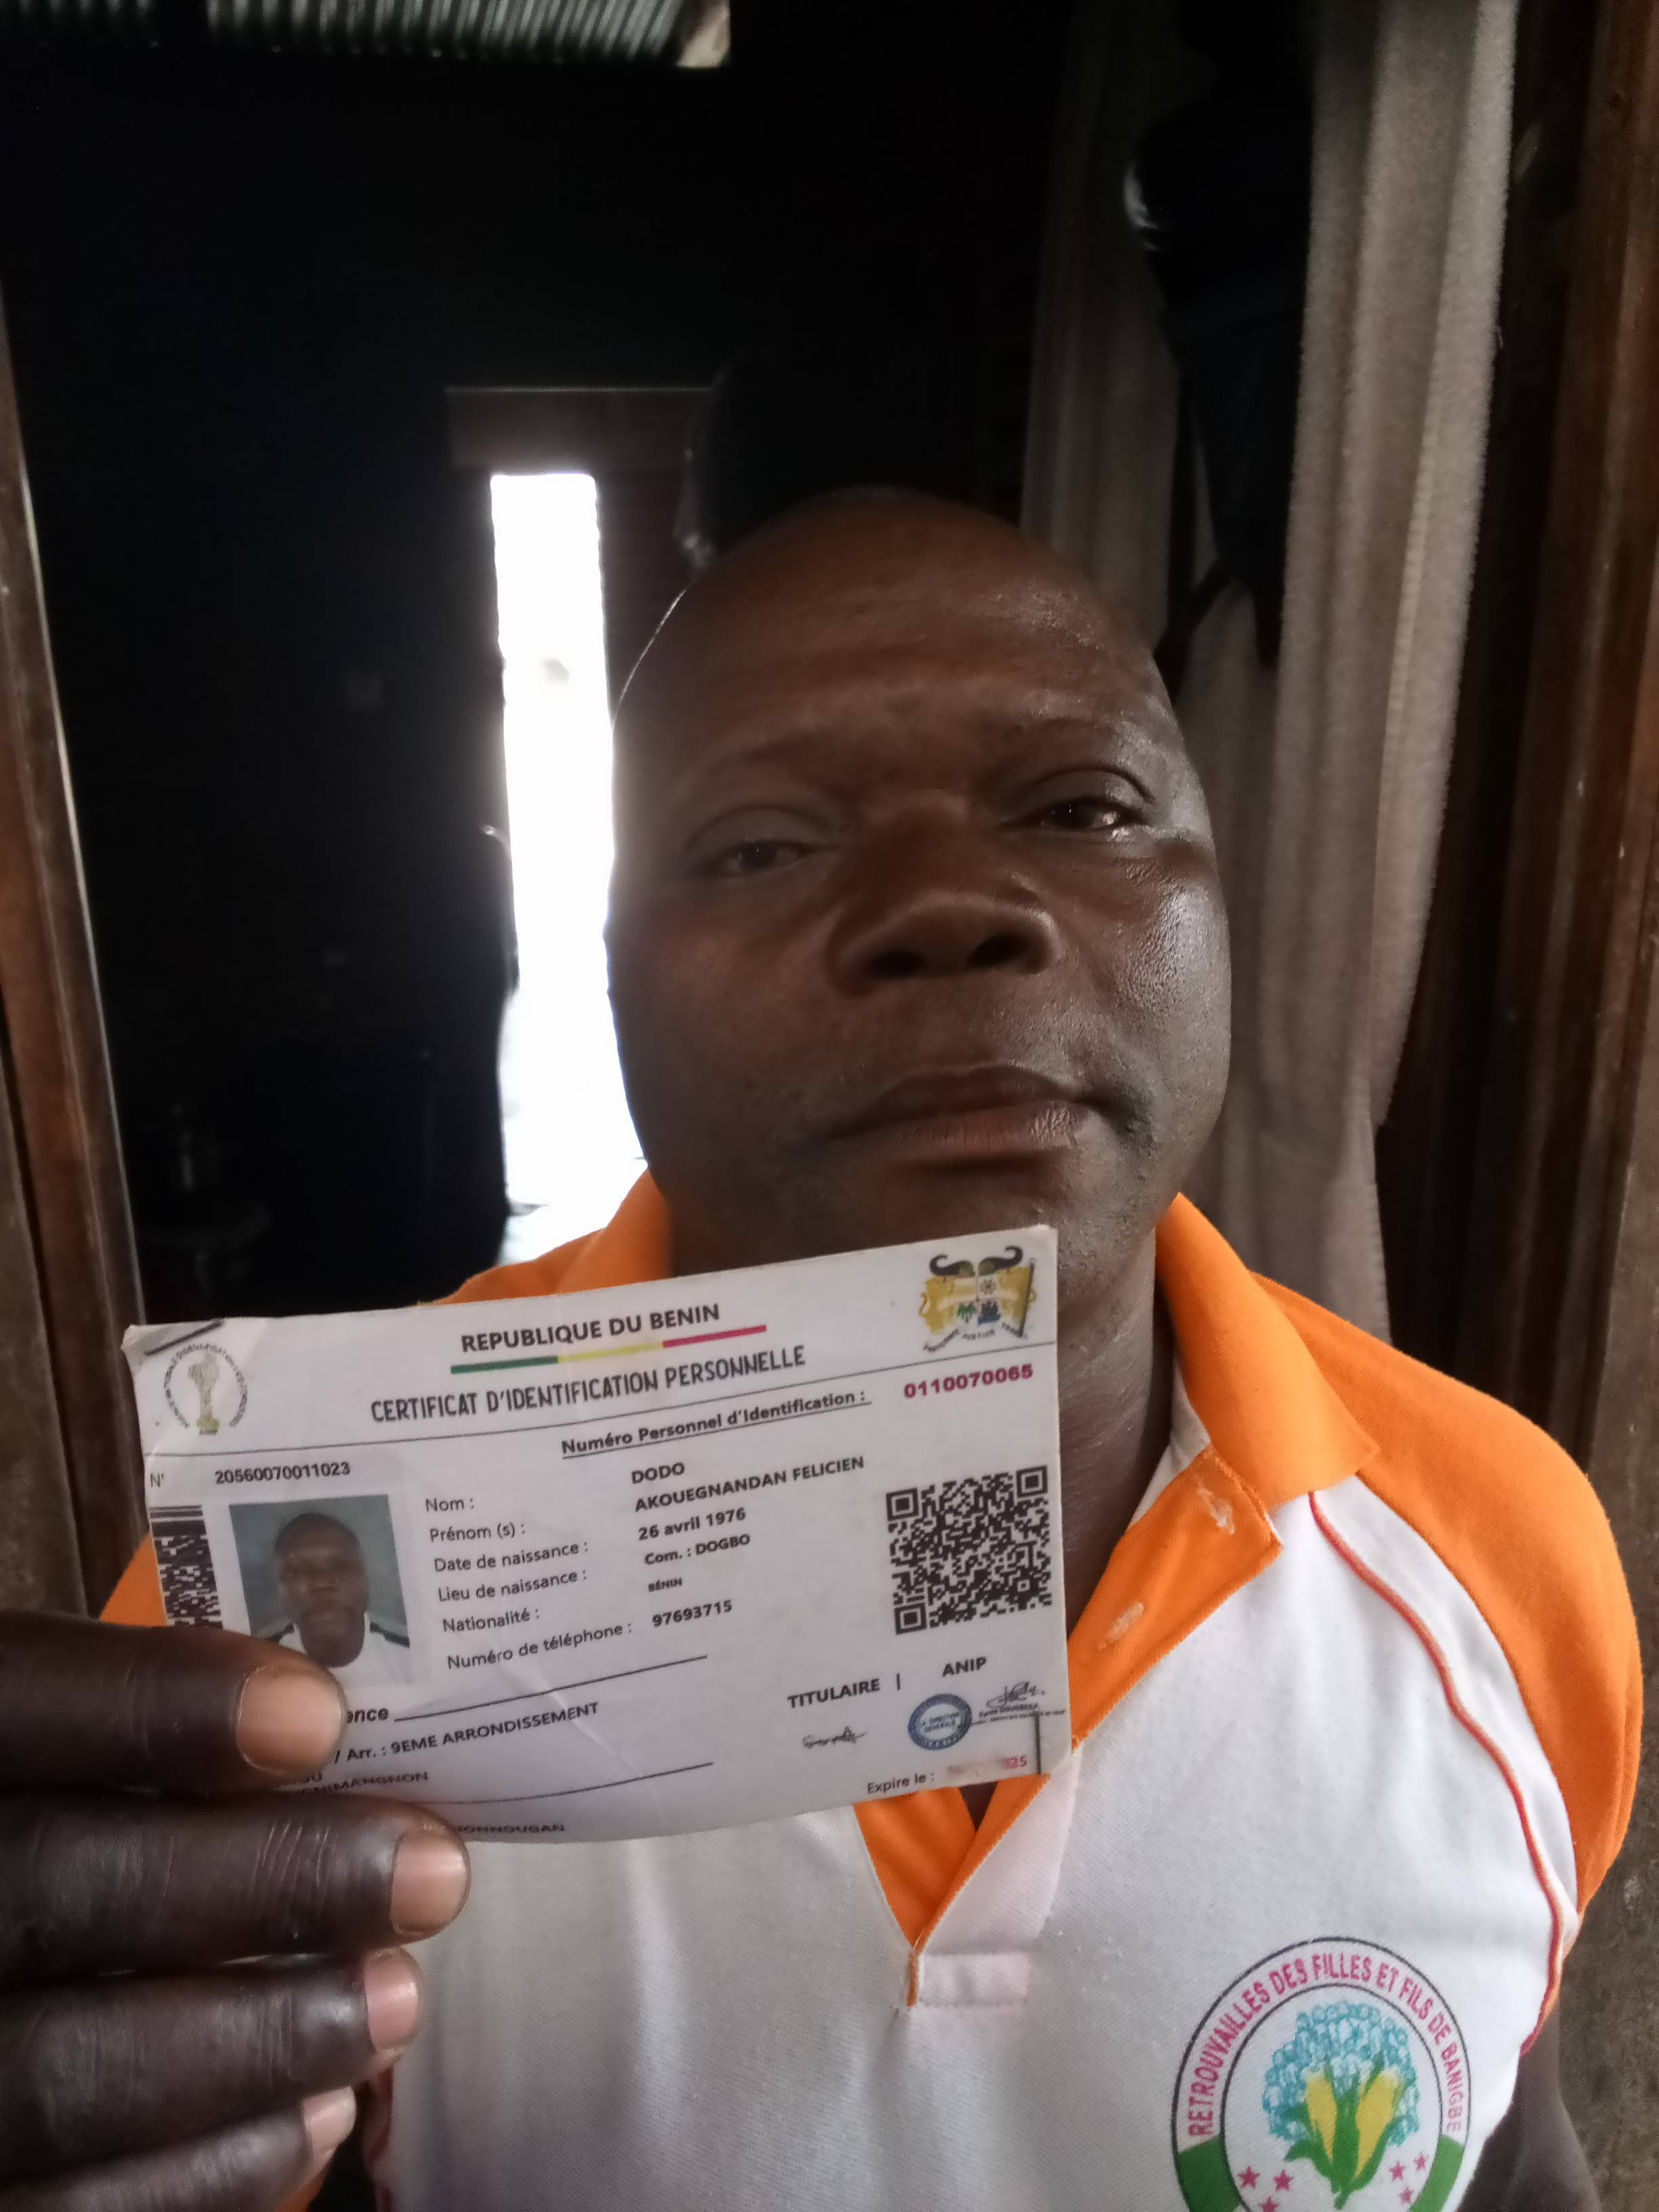 REPUBLIQUE DU BENIN
CERTIFICAT D'IDENTIFICATION PERSONNELLE
Numéro Personnel d'Identification : 0110070065
N° 20560070011023
Nom : DODO
Prénom (s) : AKOUEGNANDAN FELICIEN
Date de naissance : 26 avril 1976
Lieu de naissance : Com. : DOGBO
Nationalité : BÉNIN
Numéro de téléphone : 97693715
/ Arr. : 9EME ARRONDISSEMENT
TITULAIRE | ANIP
Expire le :
RETROUVAILLES DES FILLES ET FILS DE BANIGBE